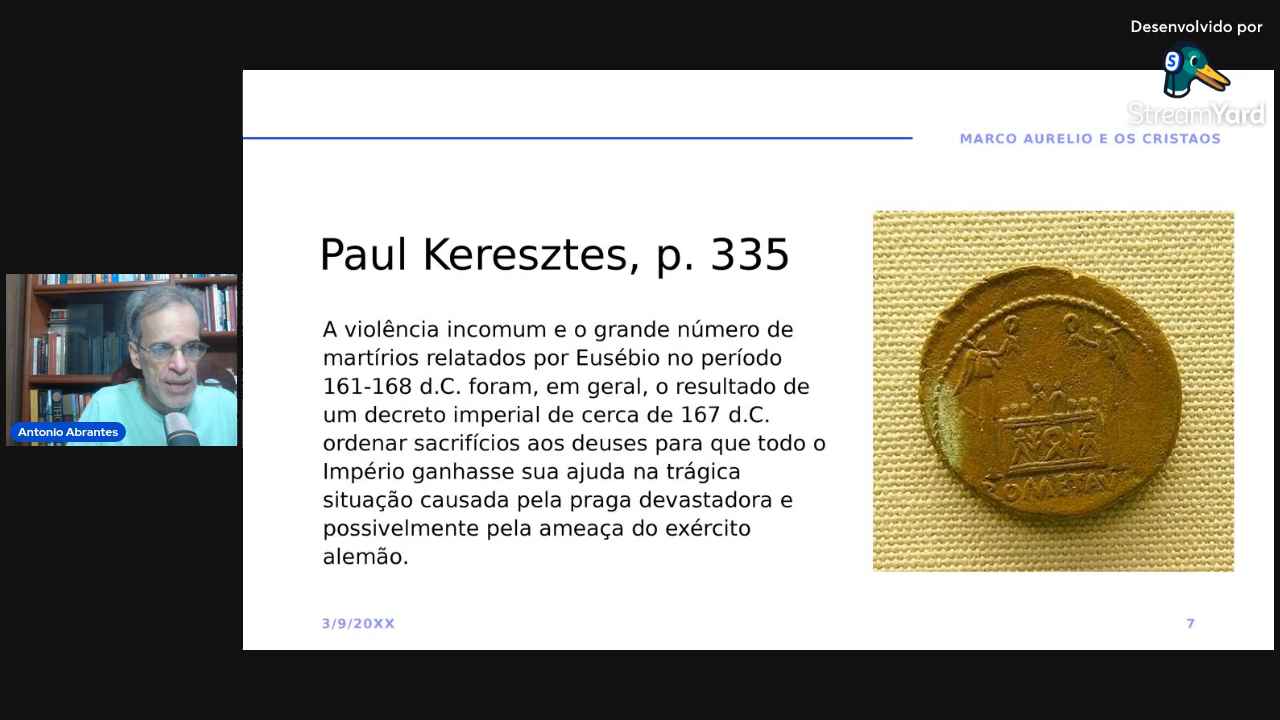 Desenvolvido por
StreamYard
MARCO AURELIO E OS CRISTAOS
Paul Keresztes, p. 335
A violência incomum e o grande número de
martírios relatados por Eusébio no período
161-168 d.C. foram, em geral, o resultado de
um decreto imperial de cerca de 167 d.C.
ordenar sacrifícios aos deuses para que todo o
Império ganhasse sua ajuda na trágica
situação causada pela praga devastadora e
possivelmente pela ameaça do exército
alemão.
Antonio Abrantes
3/9/20XX
7